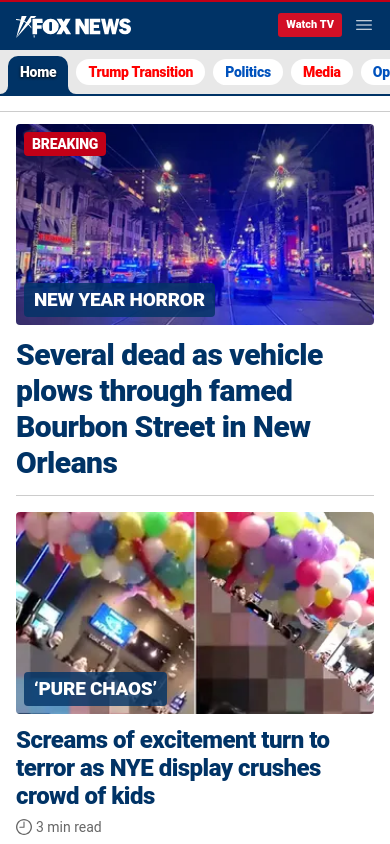 FOX NEWS
Watch TV
Home
Trump Transition
Politics
Media
Op
BREAKING
NEW YEAR HORROR
Several dead as vehicle
plows through famed
Bourbon Street in New
Orleans
‘PURE CHAOS’
Screams of excitement turn to
terror as NYE display crushes
crowd of kids
3 min read